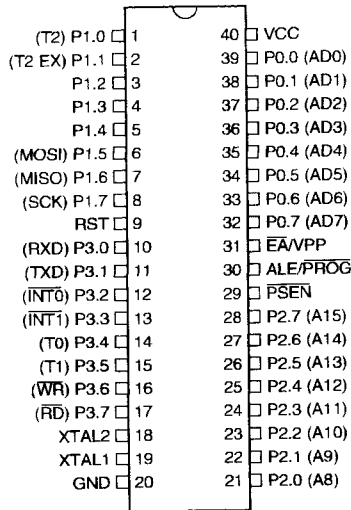 (T2) P1.0 1 40 VCC
(T2 EX) P1.1 2 39 P0.0 (AD0)
P1.2 3 38 P0.1 (AD1)
P1.3 4 37 P0.2 (AD2)
P1.4 5 36 P0.3 (AD3)
(MOSI) P1.5 6 35 P0.4 (AD4)
(MISO) P1.6 7 34 P0.5 (AD5)
(SCK) P1.7 8 33 P0.6 (AD6)
RST 9 32 P0.7 (AD7)
(RXD) P3.0 10 31 E̅A̅/VPP
(TXD) P3.1 11 30 ALE/P̅R̅O̅G̅
(I̅N̅T̅0̅) P3.2 12 29 P̅S̅E̅N̅
(I̅N̅T̅1̅) P3.3 13 28 P2.7 (A15)
(T0) P3.4 14 27 P2.6 (A14)
(T1) P3.5 15 26 P2.5 (A13)
(W̅R̅) P3.6 16 25 P2.4 (A12)
(R̅D̅) P3.7 17 24 P2.3 (A11)
XTAL2 18 23 P2.2 (A10)
XTAL1 19 22 P2.1 (A9)
GND 20 21 P2.0 (A8)